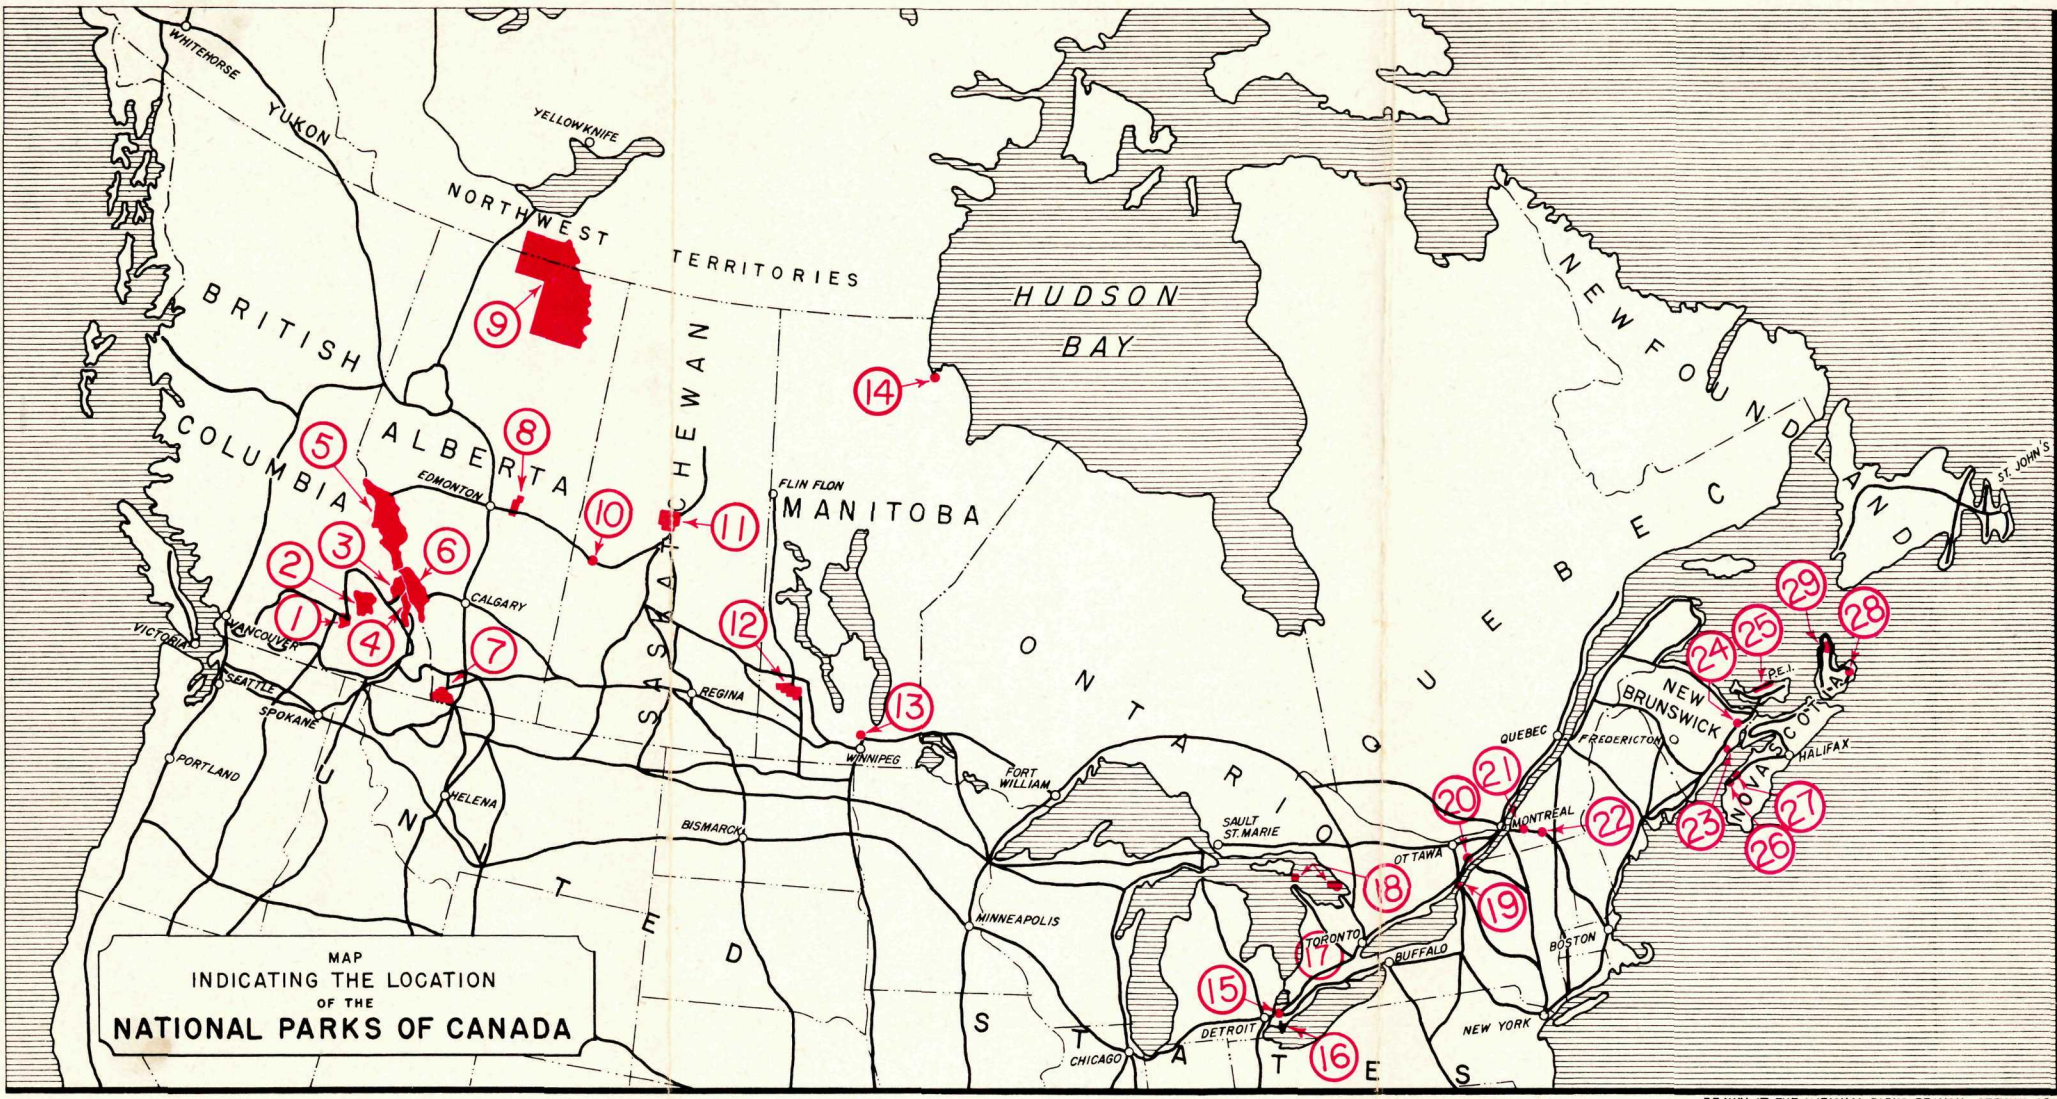 WHITEHORSE
YUKON
YELLOWKNIFE
NORTHWEST
TERRITORIES
BRITISH
COLUMBIA
9
HUDSON
BAY
14
NEWFOUNDLAND
ST. JOHN'S
5
ALBERTA
8
EDMONTON
SASKATCHEWAN
10
11
FLIN FLON
MANITOBA
QUEBEC
3
6
2
1
4
CALGARY
VANCOUVER
VICTORIA
7
12
ONTARIO
29
28
25
24
P.E.I.
SEATTLE
SPOKANE
REGINA
13
NEW
BRUNSWICK
NOVA SCOTIA
WINNIPEG
QUEBEC
FREDERICTON
HALIFAX
PORTLAND
FORT
WILLIAM
HELENA
21
20
MONTREAL
22
23
27
26
BISMARCK
SAULT
ST. MARIE
OTTAWA
18
19
UNITED
STATES
MINNEAPOLIS
TORONTO
17
BUFFALO
BOSTON
15
DETROIT
16
NEW YORK
CHICAGO
MAP
INDICATING THE LOCATION
OF THE
NATIONAL PARKS OF CANADA